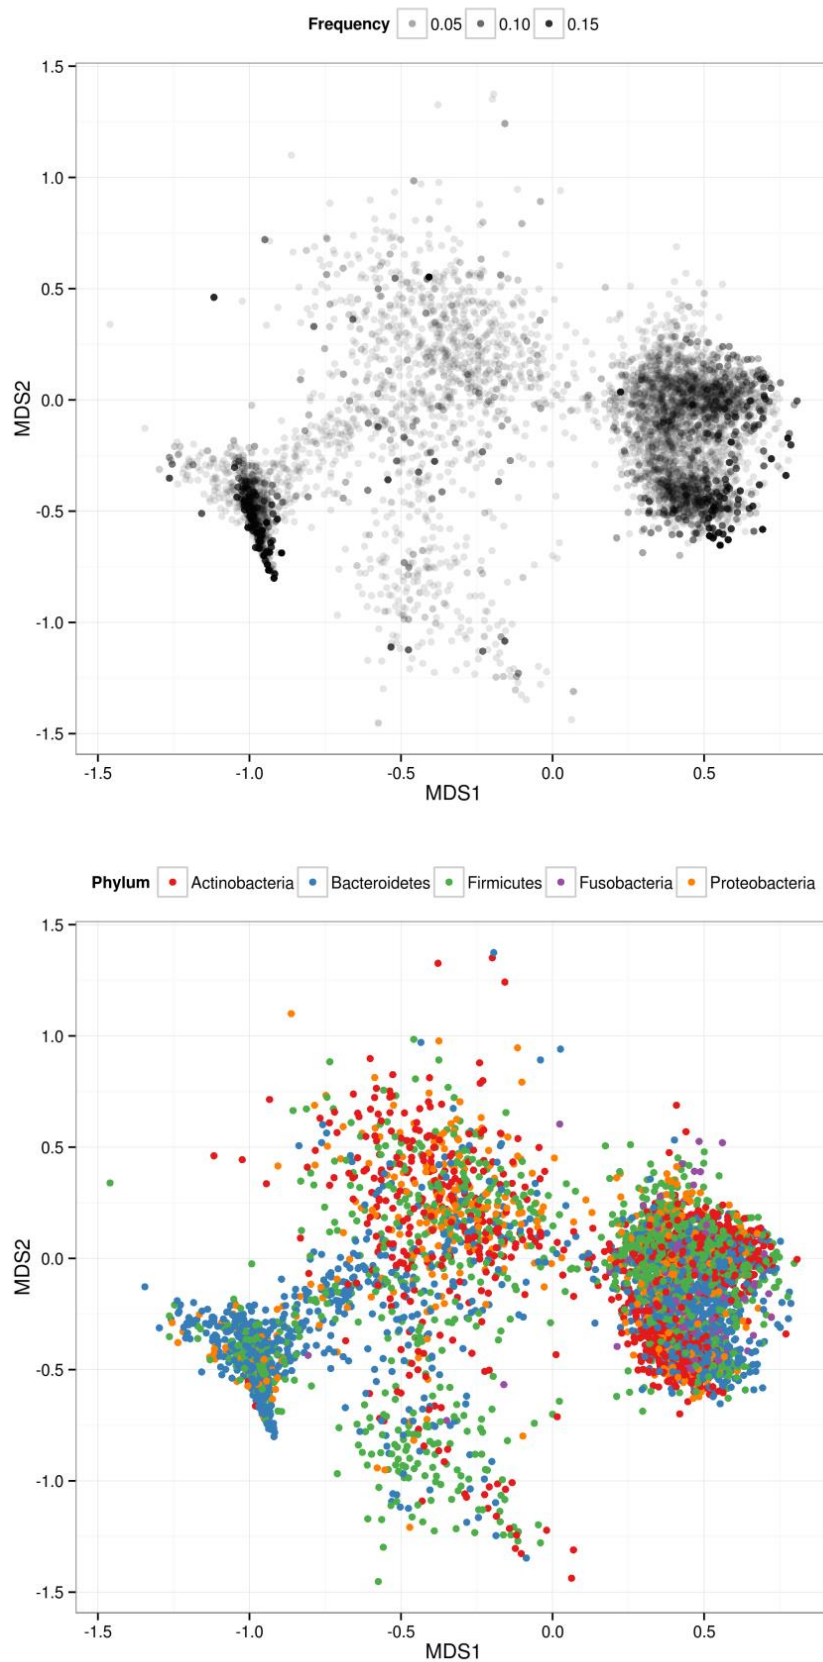 Frequency 0.05 0.10 0.15
1.5
1.0
0.5
0.0
-0.5
-1.0
-1.5
MDS2
-1.5 -1.0 -0.5 0.0 0.5
MDS1
Phylum Actinobacteria Bacteroidetes Firmicutes Fusobacteria Proteobacteria
1.5
1.0
0.5
0.0
-0.5
-1.0
-1.5
MDS2
-1.5 -1.0 -0.5 0.0 0.5
MDS1